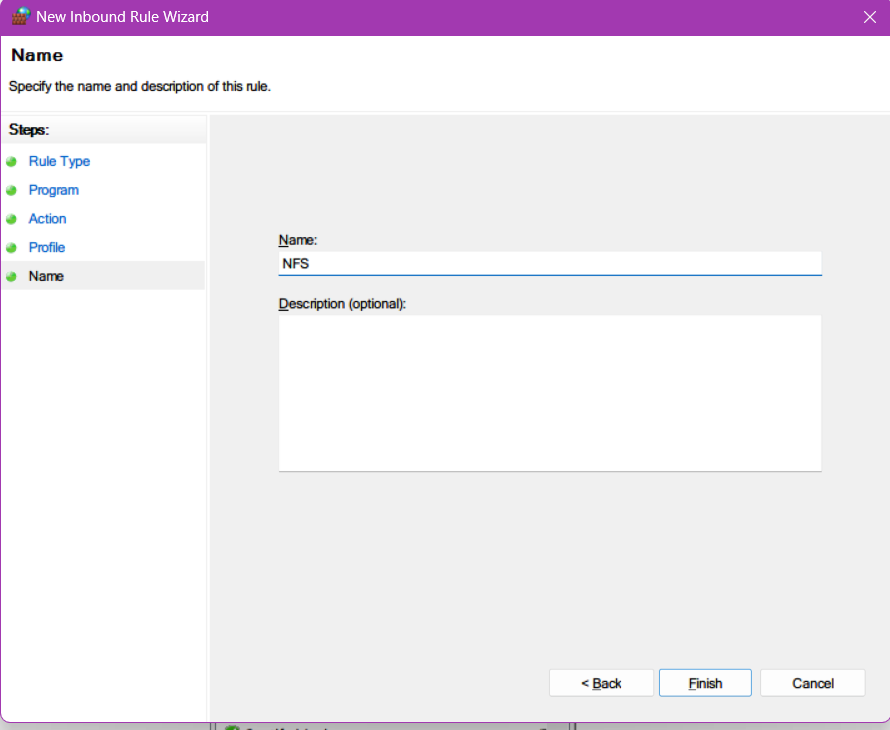 New Inbound Rule Wizard
Name
Specify the name and description of this rule.
Steps:
Rule Type
Program
Action
Profile
Name
Name:
NFS
Description (optional):
< Back
Finish
Cancel